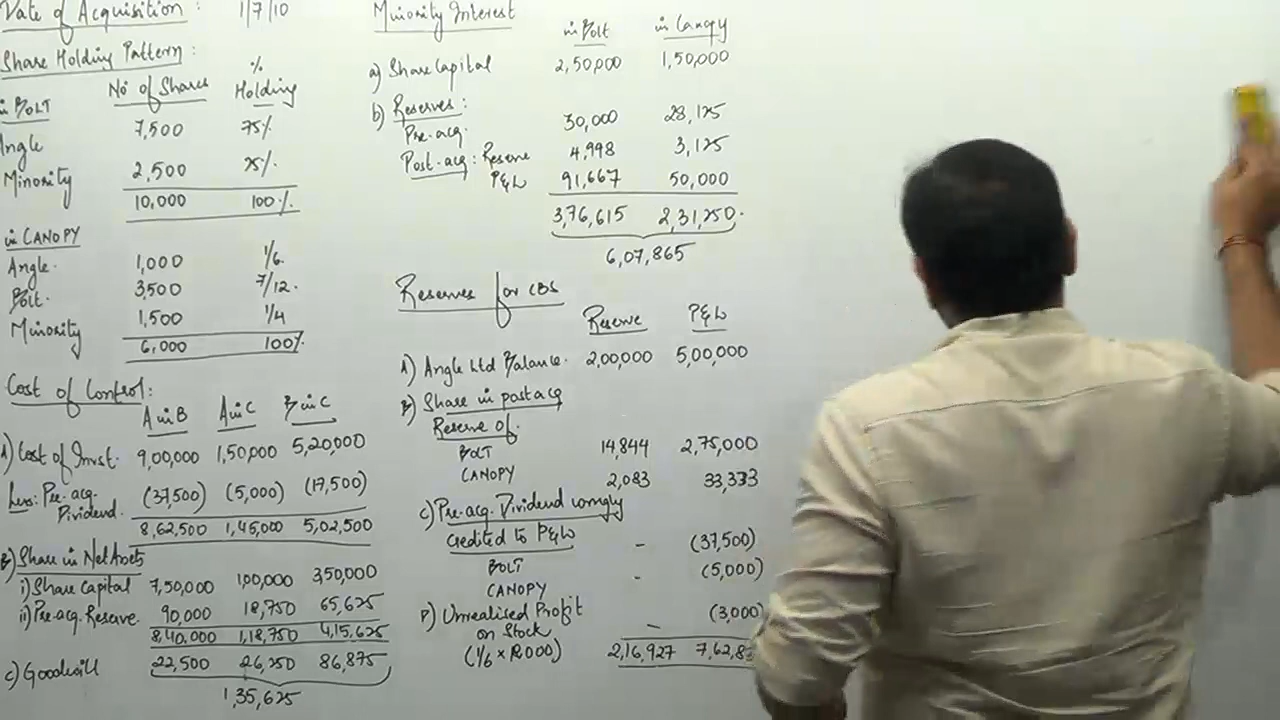 Date of Acquisition : 1/7/10
Share Holding Pattern :
No of Shares % Holding
in BOLT
Angle 7,500 75%
Minority 2,500 25%
10,000 100%
in CANOPY
Angle. 1,000 1/6.
Bolt. 3,500 7/12.
Minority 1,500 1/4
6,000 100%
Cost of Control :
A in B A in C B in C
A) Cost of Invst. 9,00,000 1,50,000 5,20,000
Less: Pre-acq. Dividend. (37,500) (5,000) (17,500)
8,62,500 1,45,000 5,02,500
B) Share in Net Assets
i) Share Capital 7,50,000 1,00,000 3,50,000
ii) Pre-acq. Reserve. 90,000 18,750 65,625
8,40,000 1,18,750 4,15,625
C) Goodwill 22,500 26,250 86,875
1,35,625
Minority Interest
in Bolt in Canopy
a) Share Capital 2,50,000 1,50,000
b) Reserves :
Pre-acq. 30,000 28,125
Post-acq : Reserve 4,998 3,125
P&L 91,667 50,000
3,76,615 2,31,250.
6,07,865
Reserves for CBS
Reserve P&L
A) Angle Ltd Balance. 2,00,000 5,00,000
B) Share in post acq
Reserve of.
BOLT 14,844 2,75,000
CANOPY 2,083 33,333
C) Pre-acq. Dividend wrongly
credited to P&L
BOLT - (37,500)
CANOPY - (5,000)
D) Unrealised Profit
on Stock - (3,000)
(1/6 × 18000) 2,16,927 7,62,83